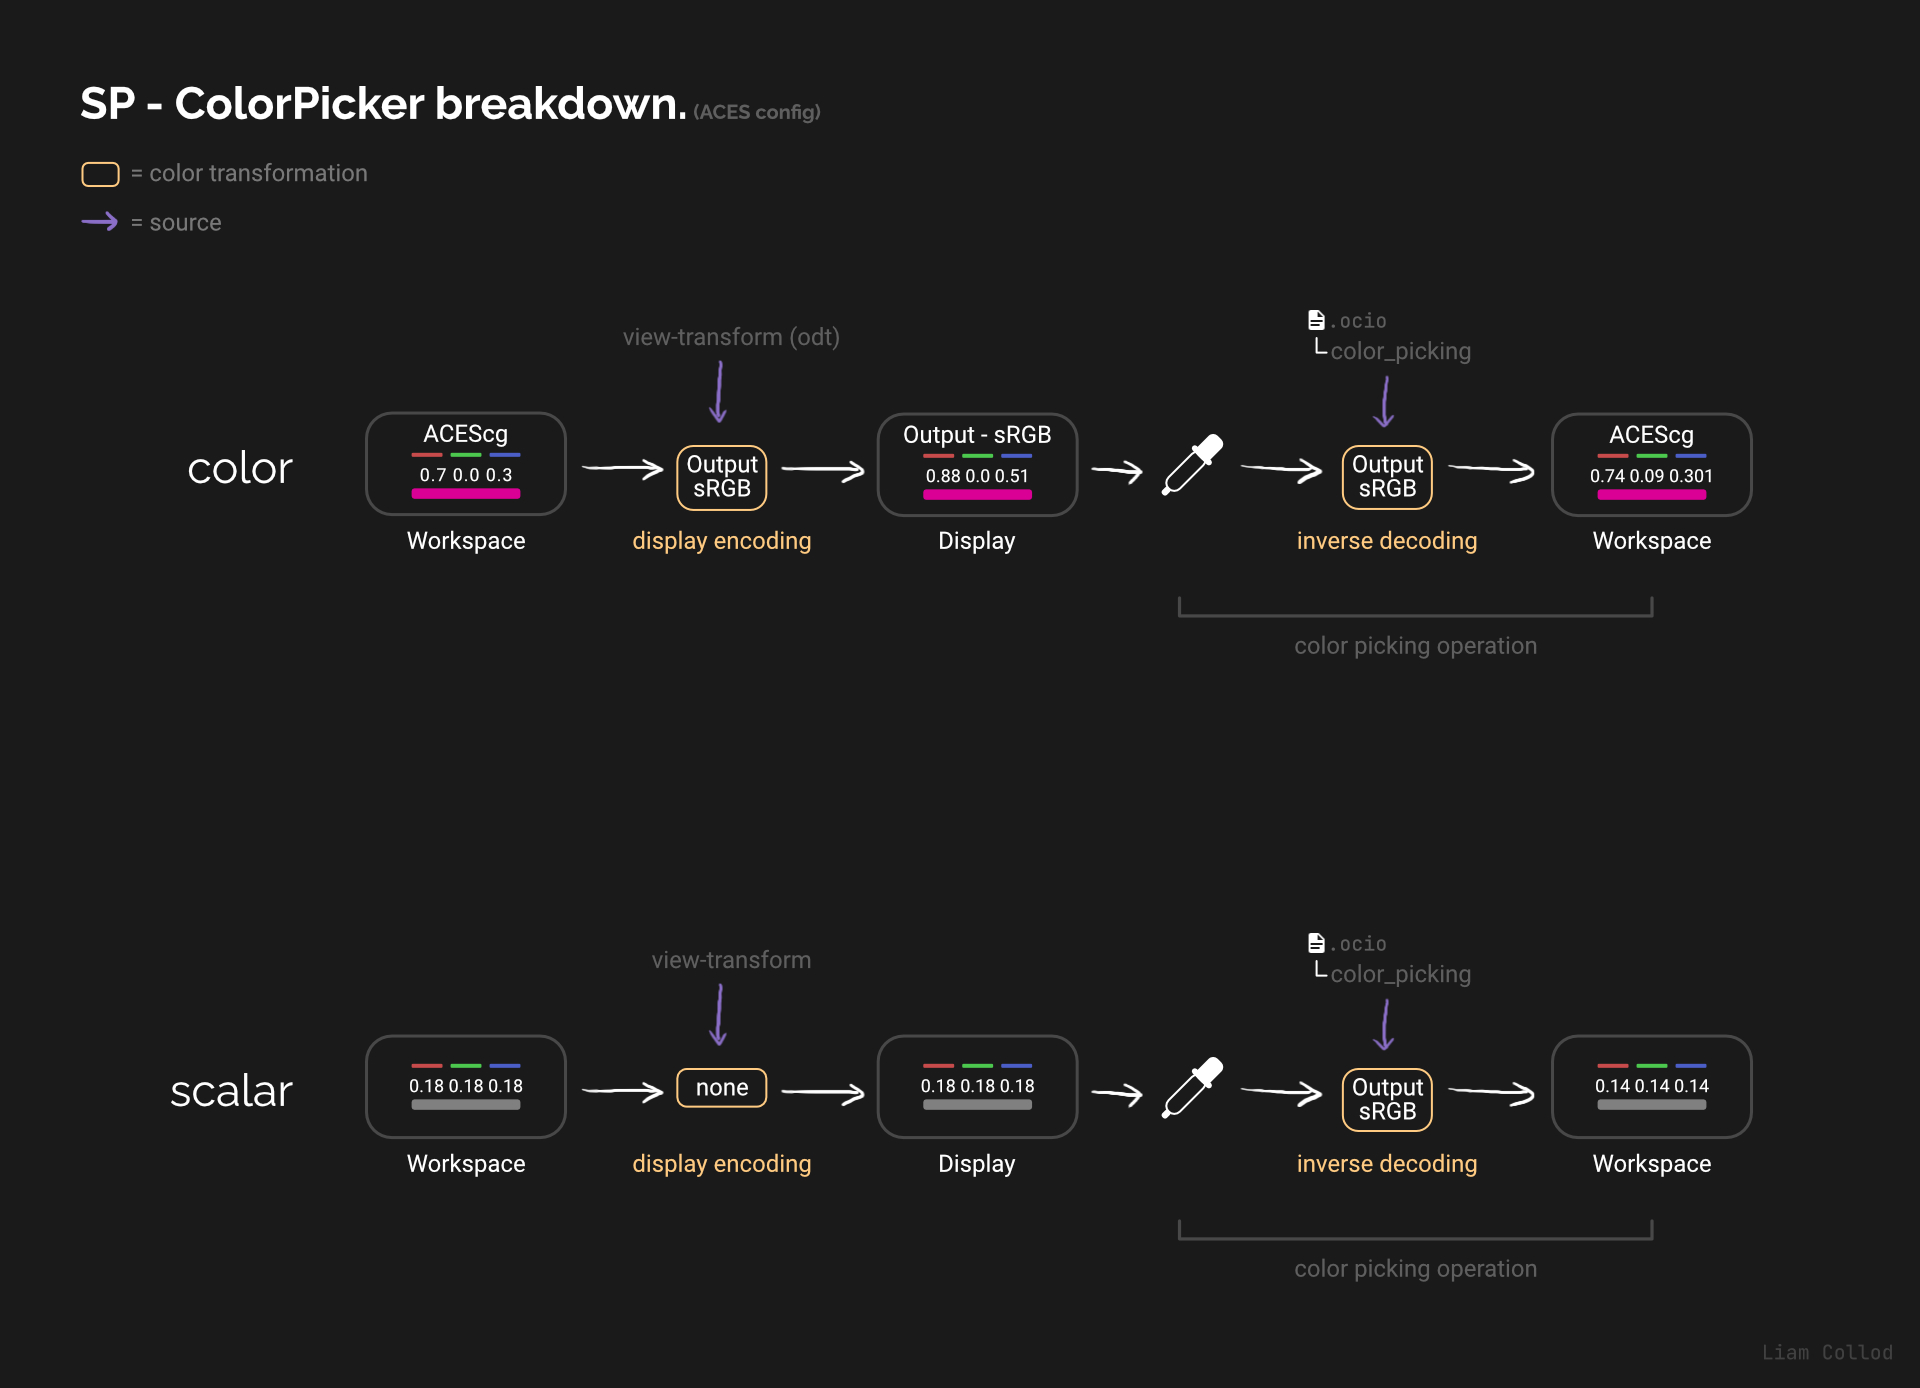 SP - ColorPicker breakdown. (ACES config)
= color transformation
= source
view-transform (odt)
.ocio
color_picking
color
ACEScg
0.7 0.0 0.3
Workspace
Output
sRGB
display encoding
Output - sRGB
0.88 0.0 0.51
Display
Output
sRGB
inverse decoding
ACEScg
0.74 0.09 0.301
Workspace
color picking operation
view-transform
.ocio
color_picking
scalar
0.18 0.18 0.18
Workspace
none
display encoding
0.18 0.18 0.18
Display
Output
sRGB
inverse decoding
0.14 0.14 0.14
Workspace
color picking operation
Liam Collod